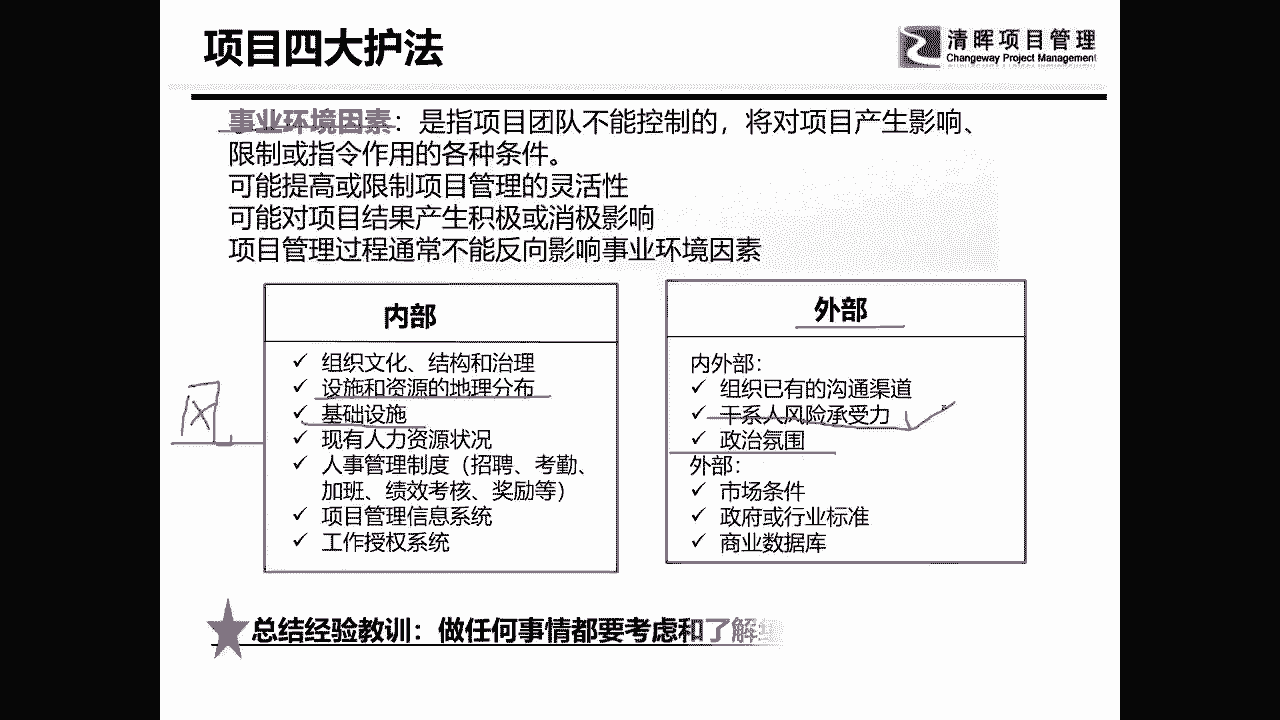 项目四大护法
清晖项目管理
Changeway Project Management
事业环境因素：是指项目团队不能控制的，将对项目产生影响、
限制或指令作用的各种条件。
可能提高或限制项目管理的灵活性
可能对项目结果产生积极或消极影响
项目管理过程通常不能反向影响事业环境因素
内部
✓ 组织文化、结构和治理
✓ 设施和资源的地理分布
✓ 基础设施
✓ 现有人力资源状况
✓ 人事管理制度（招聘、考勤、
加班、绩效考核、奖励等）
✓ 项目管理信息系统
✓ 工作授权系统
外部
内外部：
✓ 组织已有的沟通渠道
✓ 干系人风险承受力
✓ 政治氛围
外部：
✓ 市场条件
✓ 政府或行业标准
✓ 商业数据库
总结经验教训：做任何事情都要考虑和了解